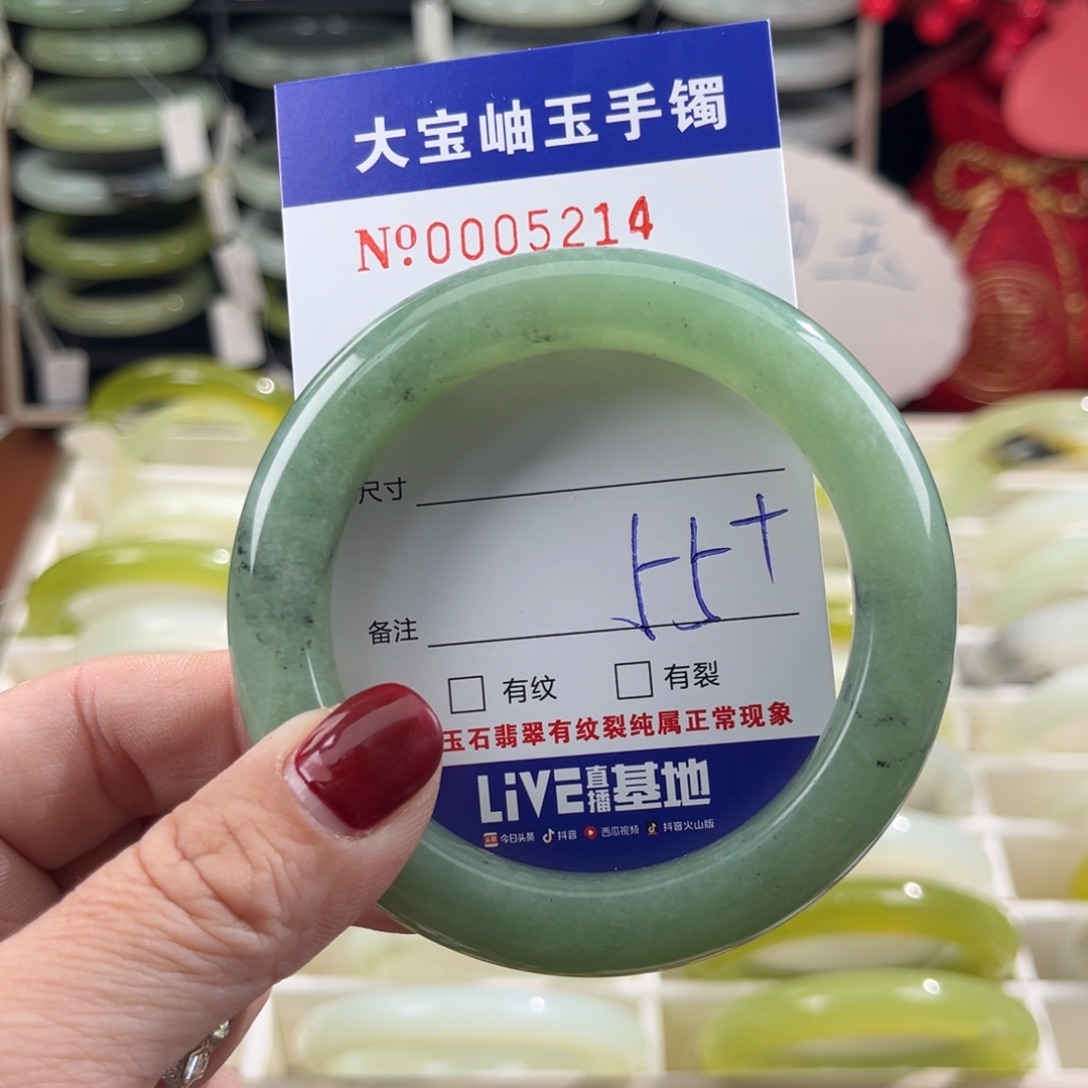 大宝岫玉手镯
№0005214
尺寸
55+
备注
有纹 有裂
玉石翡翠有纹裂纯属正常现象
LiVE直播基地
今日头条 抖音 西瓜视频 抖音火山版